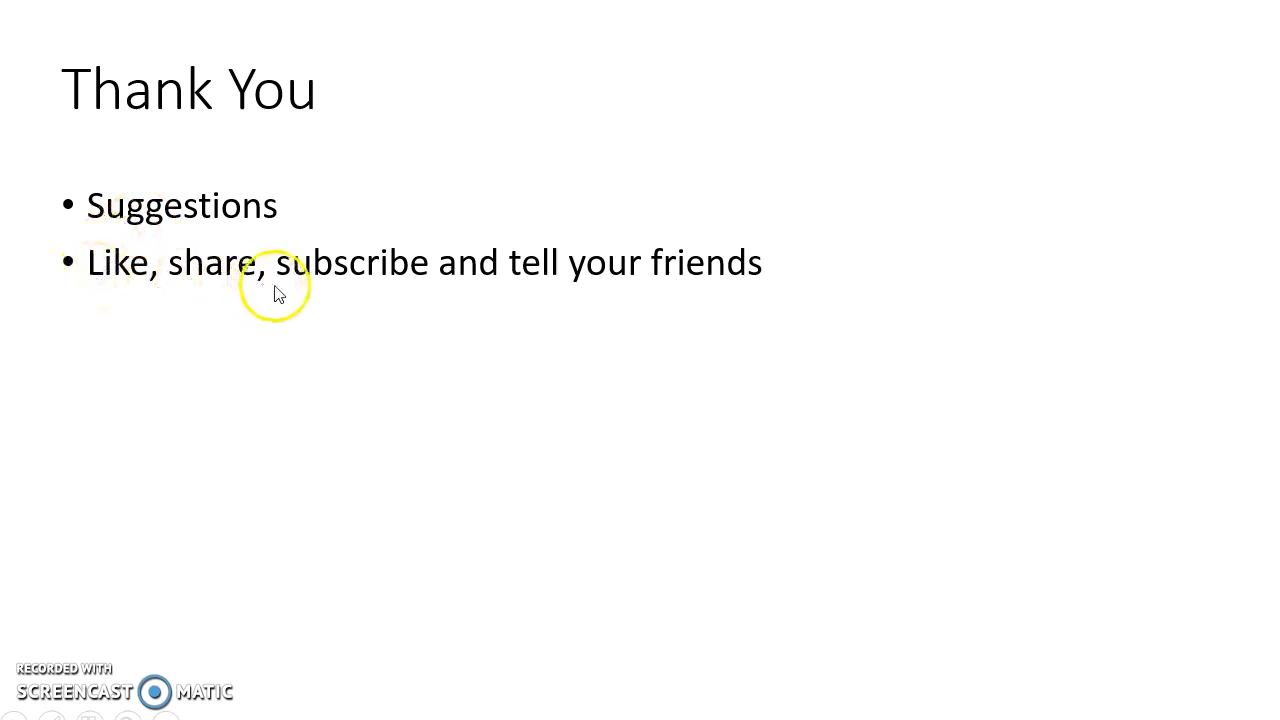 Thank You
• Suggestions
• Like, share, subscribe and tell your friends
RECORDED WITH
SCREENCAST MATIC